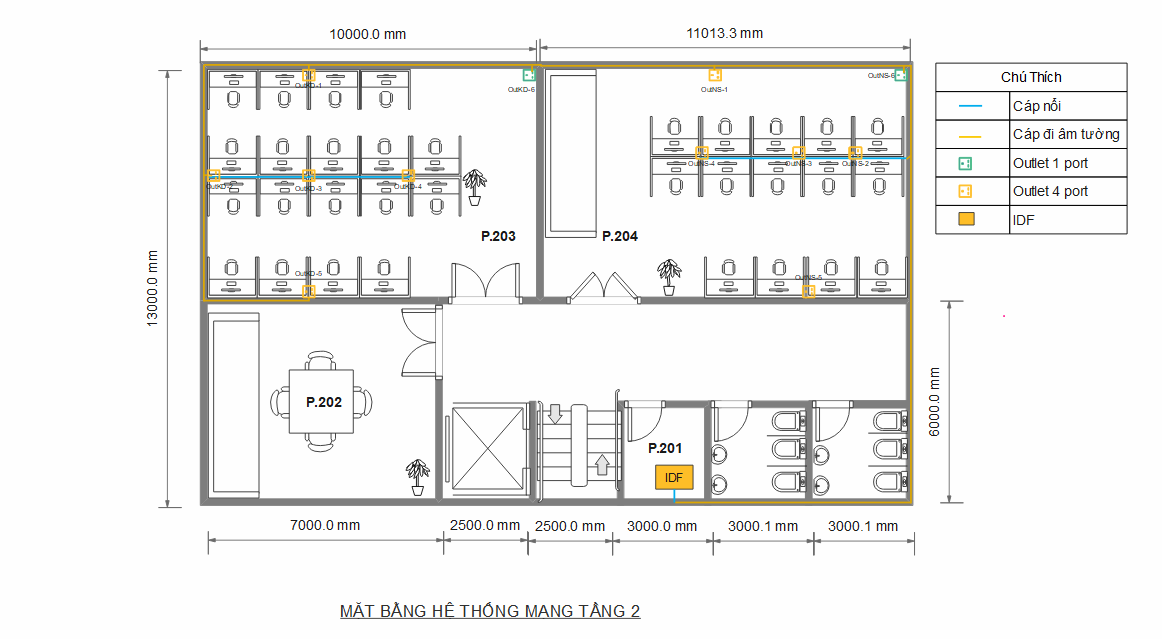 10000.0 mm
11013.3 mm
Chú Thích
Cáp nổi
Cáp đi âm tường
Outlet 1 port
Outlet 4 port
IDF
OutKD-1
OutKD-6
OutNS-1
OutNS-6
OutKD-3
OutKD-4
OutNS-4
OutNS-3
OutNS-2
P.203
P.204
OutKD-5
OutNS-5
13000.0 mm
6000.0 mm
P.202
P.201
IDF
7000.0 mm
2500.0 mm
2500.0 mm
3000.0 mm
3000.1 mm
3000.1 mm
MẶT BẰNG HỆ THỐNG MẠNG TẦNG 2